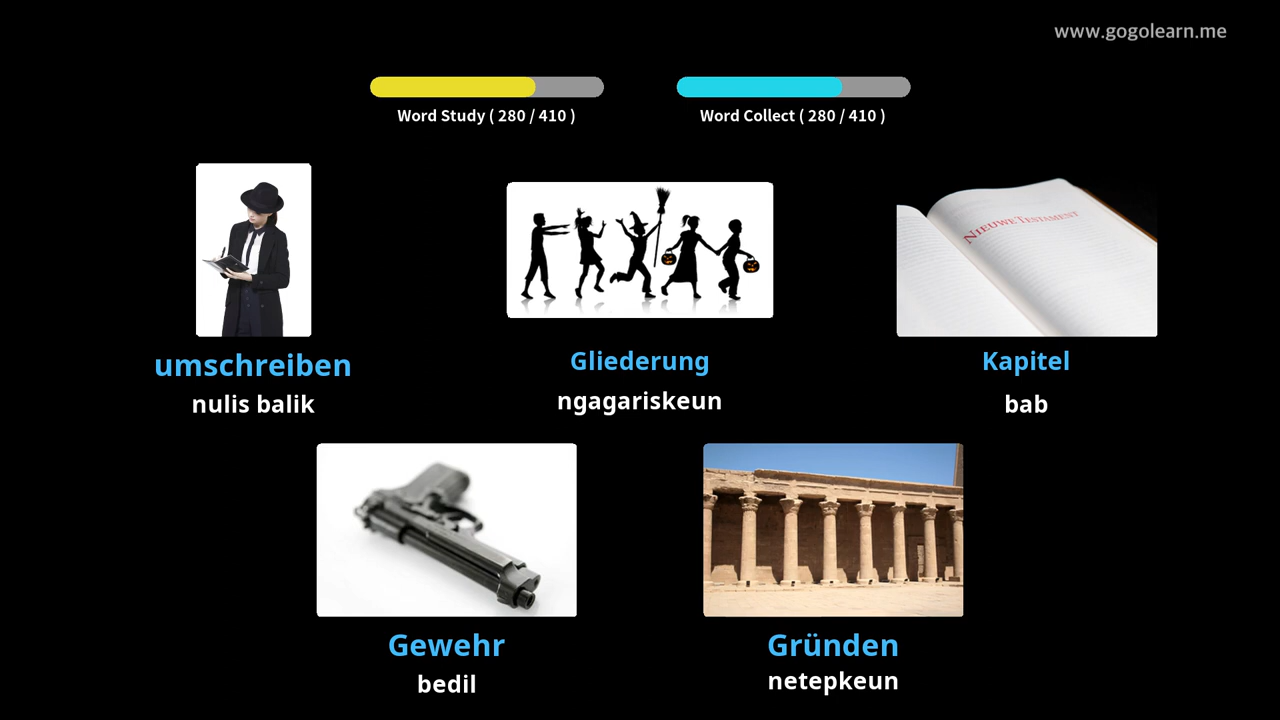 www.gogolearn.me
Word Study ( 280 / 410 )
Word Collect ( 280 / 410 )
NIEUWE TESTAMENT
umschreiben
nulis balik
Gliederung
ngagariskeun
Kapitel
bab
Gewehr
bedil
Gründen
netepkeun